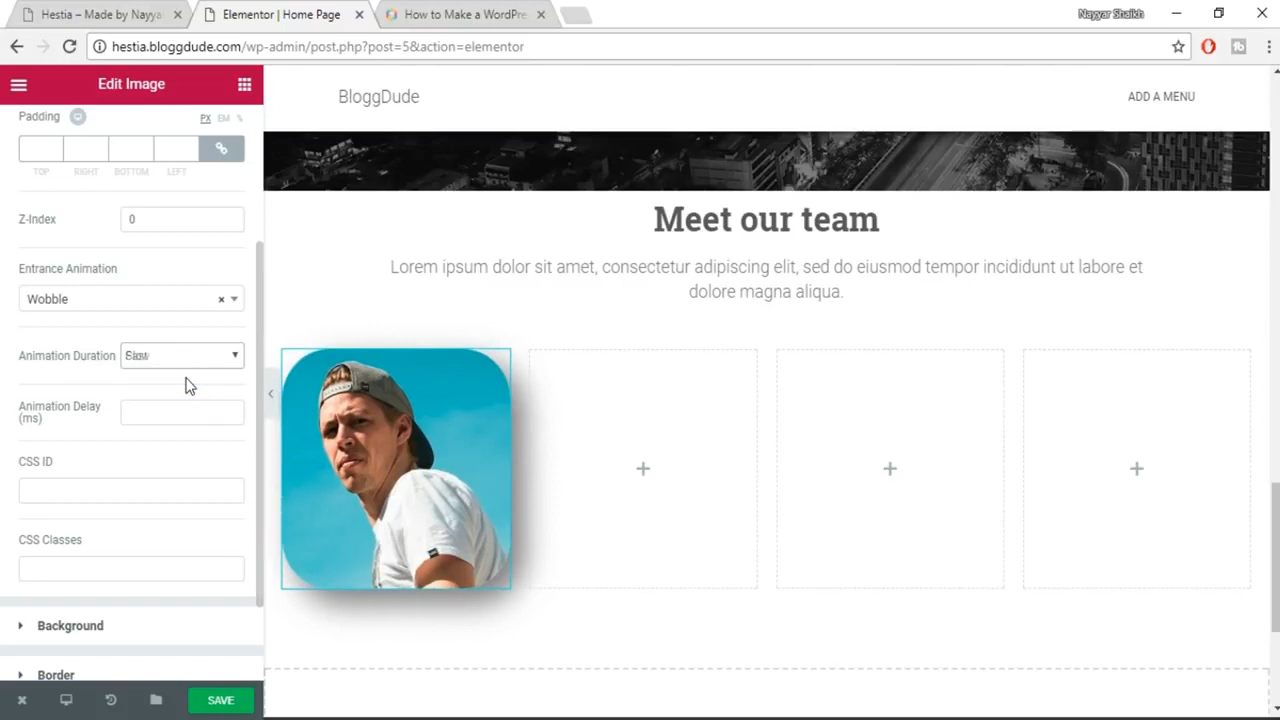 Hestia – Made by Nayya
Elementor | Home Page
How to Make a WordPre
Nayyar Shaikh
hestia.bloggdude.com/wp-admin/post.php?post=5&action=elementor
Edit Image
BloggDude
ADD A MENU
Padding
PX EM %
TOP RIGHT BOTTOM LEFT
Z-Index
0
Entrance Animation
Wobble
Animation Duration
Animation Delay
(ms)
CSS ID
CSS Classes
Background
Border
SAVE
Meet our team
Lorem ipsum dolor sit amet, consectetur adipiscing elit, sed do eiusmod tempor incididunt ut labore et
dolore magna aliqua.